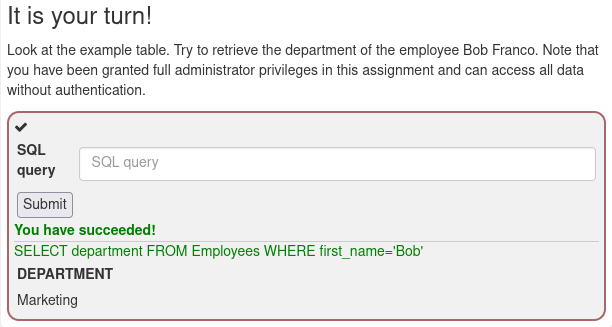 It is your turn!
Look at the example table. Try to retrieve the department of the employee Bob Franco. Note that
you have been granted full administrator privileges in this assignment and can access all data
without authentication.
SQL
query
SQL query
Submit
You have succeeded!
SELECT department FROM Employees WHERE first_name='Bob'
DEPARTMENT
Marketing